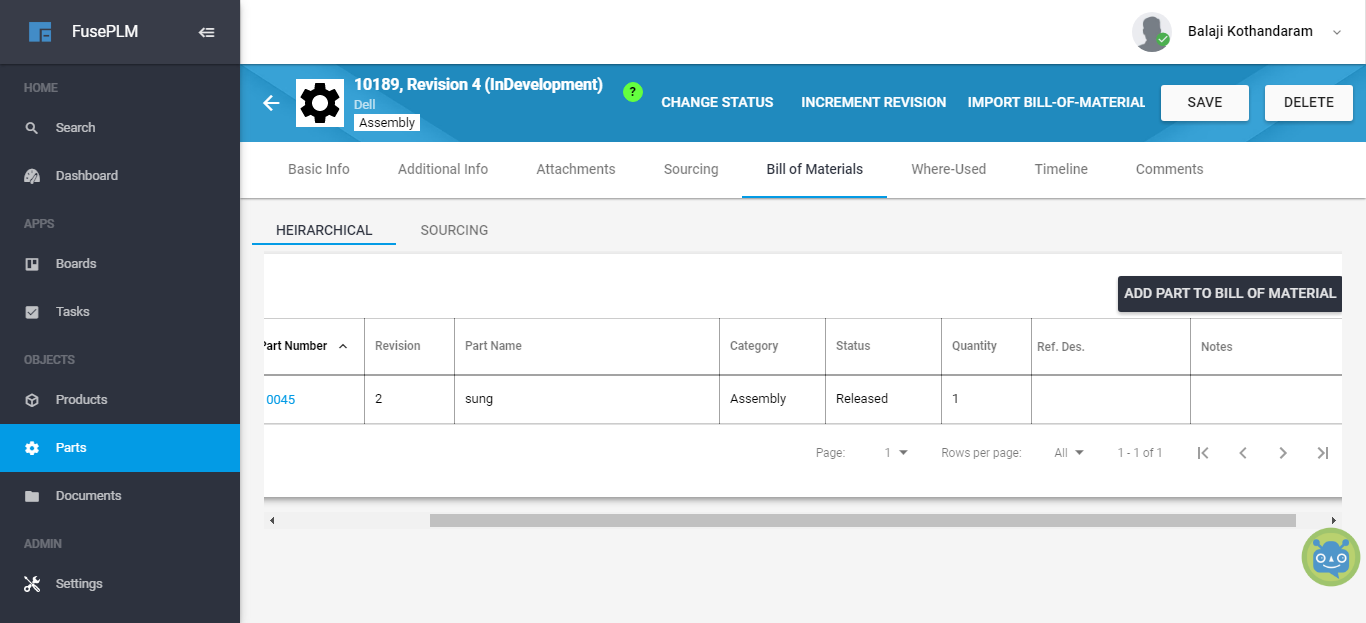 FusePLM
HOME
Search
Dashboard
APPS
Boards
Tasks
OBJECTS
Products
Parts
Documents
ADMIN
Settings
Balaji Kothandaram
10189, Revision 4 (InDevelopment)
Dell
Assembly
?
CHANGE STATUS INCREMENT REVISION IMPORT BILL-OF-MATERIAL SAVE DELETE
Basic Info Additional Info Attachments Sourcing Bill of Materials Where-Used Timeline Comments
HEIRARCHICAL SOURCING
ADD PART TO BILL OF MATERIAL
Part Number Revision Part Name Category Status Quantity Ref. Des. Notes
0045 2 sung Assembly Released 1
Page: 1 Rows per page: All 1 - 1 of 1